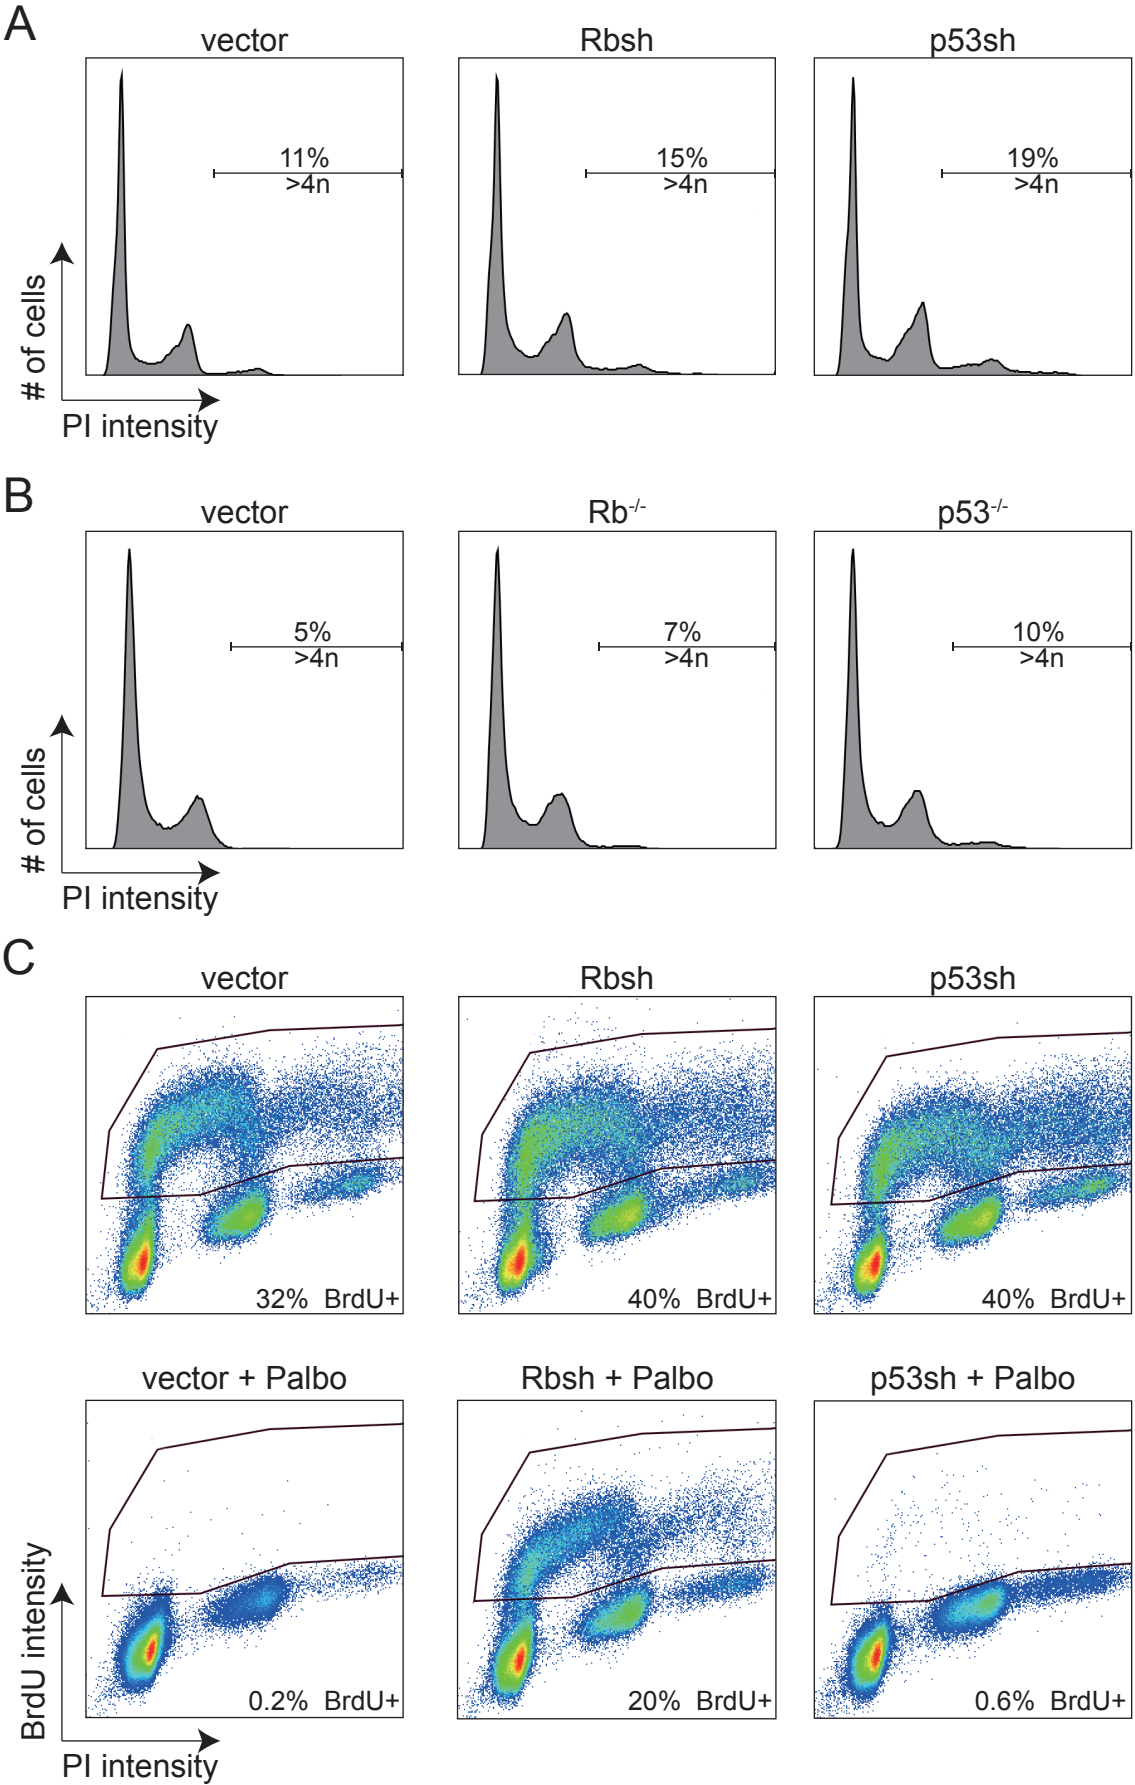 A
vector
Rbsh
p53sh
11%
>4n
15%
>4n
19%
>4n
# of cells
PI intensity
B
vector
Rb-/-
p53-/-
5%
>4n
7%
>4n
10%
>4n
# of cells
PI intensity
C
vector
Rbsh
p53sh
32% BrdU+
40% BrdU+
40% BrdU+
vector + Palbo
Rbsh + Palbo
p53sh + Palbo
0.2% BrdU+
20% BrdU+
0.6% BrdU+
BrdU intensity
PI intensity